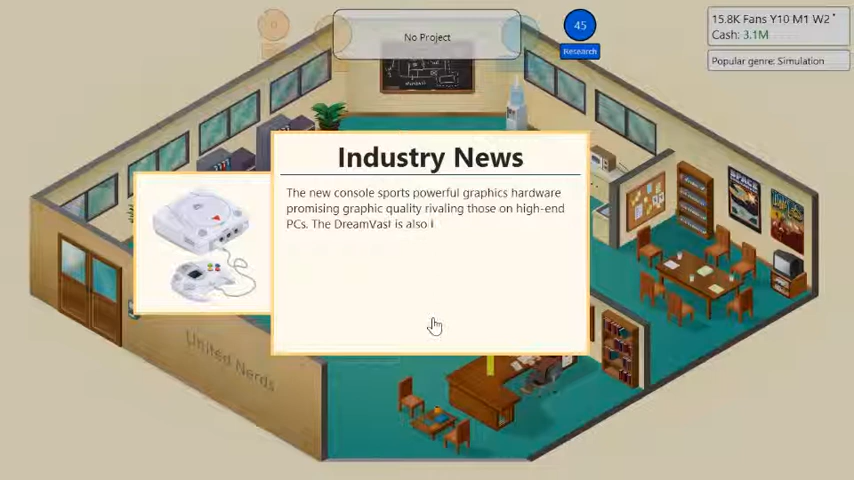 No Project
45
Research
15.8K Fans Y10 M1 W2
Cash: 3.1M
Popular genre: Simulation
Industry News
The new console sports powerful graphics hardware
promising graphic quality rivaling those on high-end
PCs. The DreamVast is also i
SPACE
United Nerds